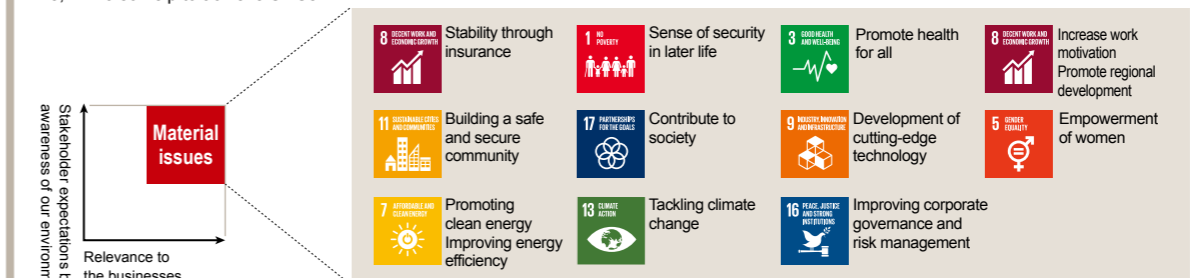 8 DECENT WORK AND
ECONOMIC GROWTH
Stability through
insurance
1 NO
POVERTY
Sense of security
in later life
3 GOOD HEALTH
AND WELL-BEING
Promote health
for all
8 DECENT WORK AND
ECONOMIC GROWTH
Increase work
motivation
Promote regional
development
Stakeholder expectations
awareness of our
Material
issues
Relevance to
the businesses
11 SUSTAINABLE CITIES
AND COMMUNITIES
Building a safe
and secure
community
17 PARTNERSHIPS
FOR THE GOALS
Contribute to
society
9 INDUSTRY, INNOVATION
AND INFRASTRUCTURE
Development of
cutting-edge
technology
5 GENDER
EQUALITY
Empowerment
of women
7 AFFORDABLE AND
CLEAN ENERGY
Promoting
clean energy
Improving energy
efficiency
13 CLIMATE
ACTION
Tackling climate
change
16 PEACE, JUSTICE
AND STRONG
INSTITUTIONS
Improving corporate
governance and
risk management